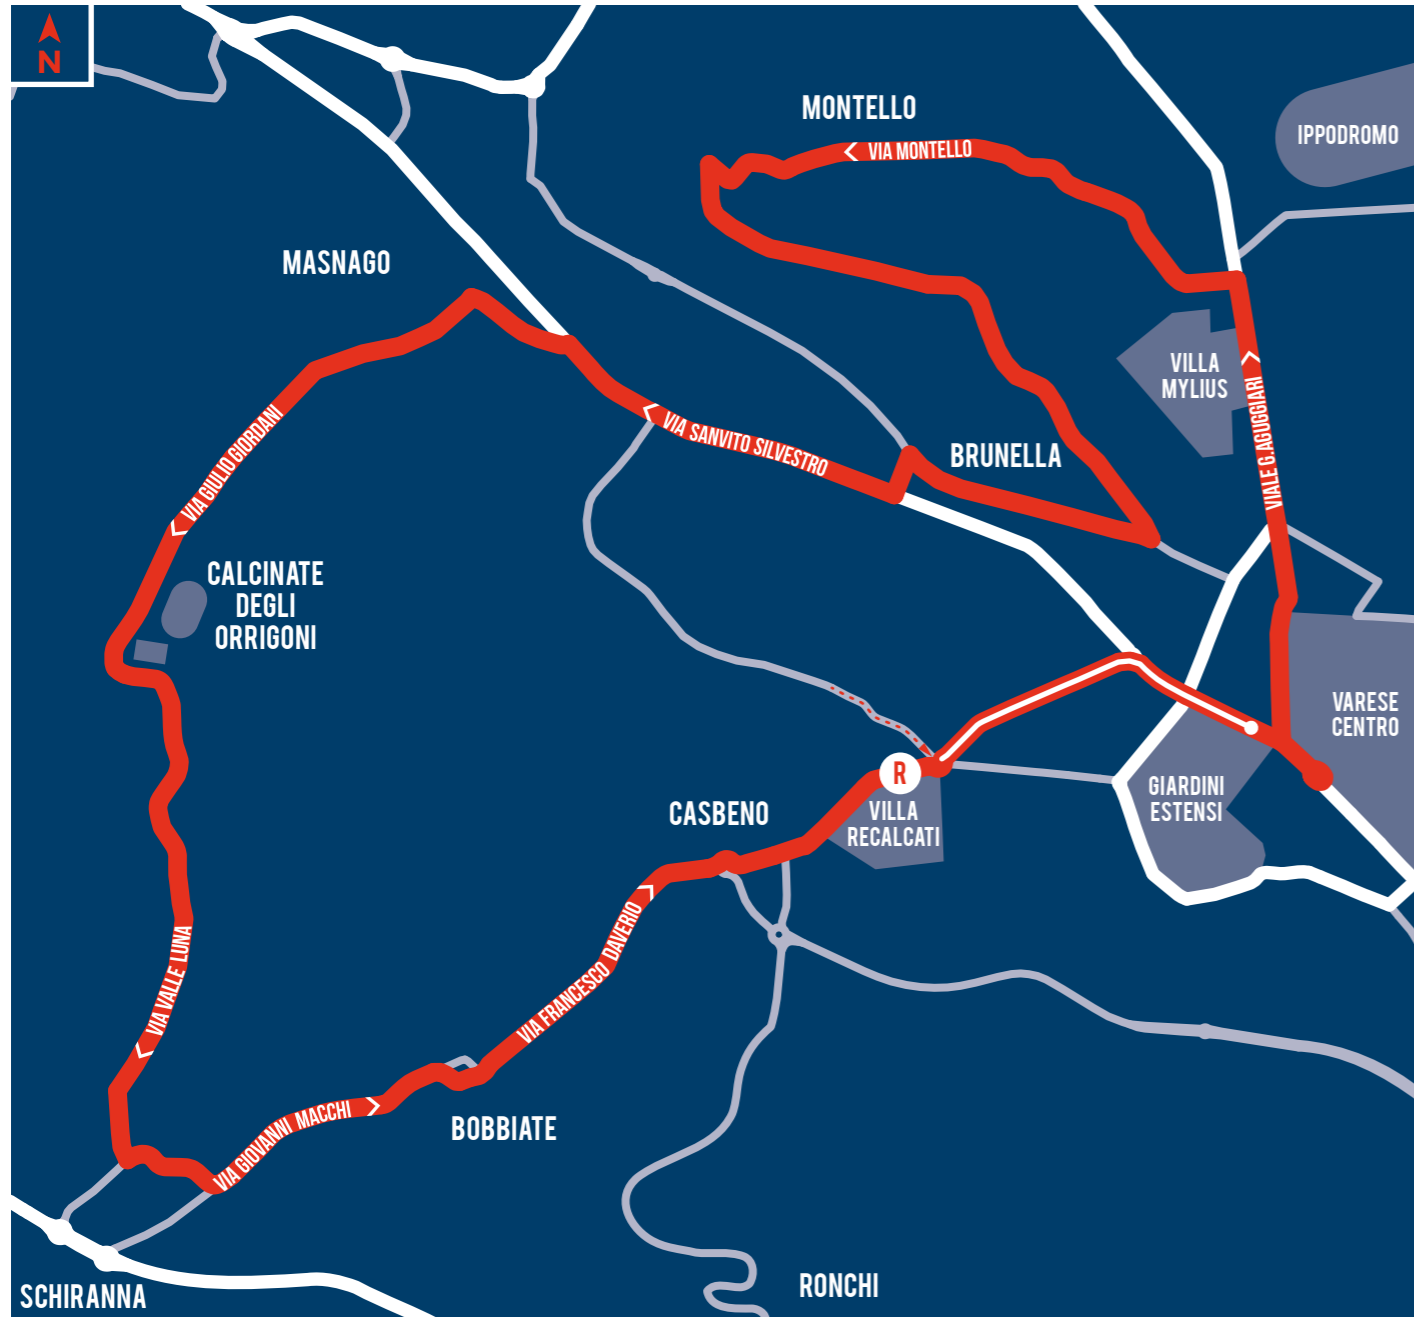 N
MONTELLO
IPPODROMO
VIA MONTELLO
MASNAGO
VILLA
MYLIUS
VIALE G.AGUGGIARI
VIA SANVITO SILVESTRO
BRUNELLA
VIA GIULIO GIORDANI
CALCINATE
DEGLI
ORRIGONI
VARESE
CENTRO
R
GIARDINI
ESTENSI
CASBENO
VILLA
RECALCATI
VIA FRANCESCO DAVERIO
VIA VALLE LUNA
VIA GIOVANNI MACCHI
BOBBIATE
SCHIRANNA
RONCHI